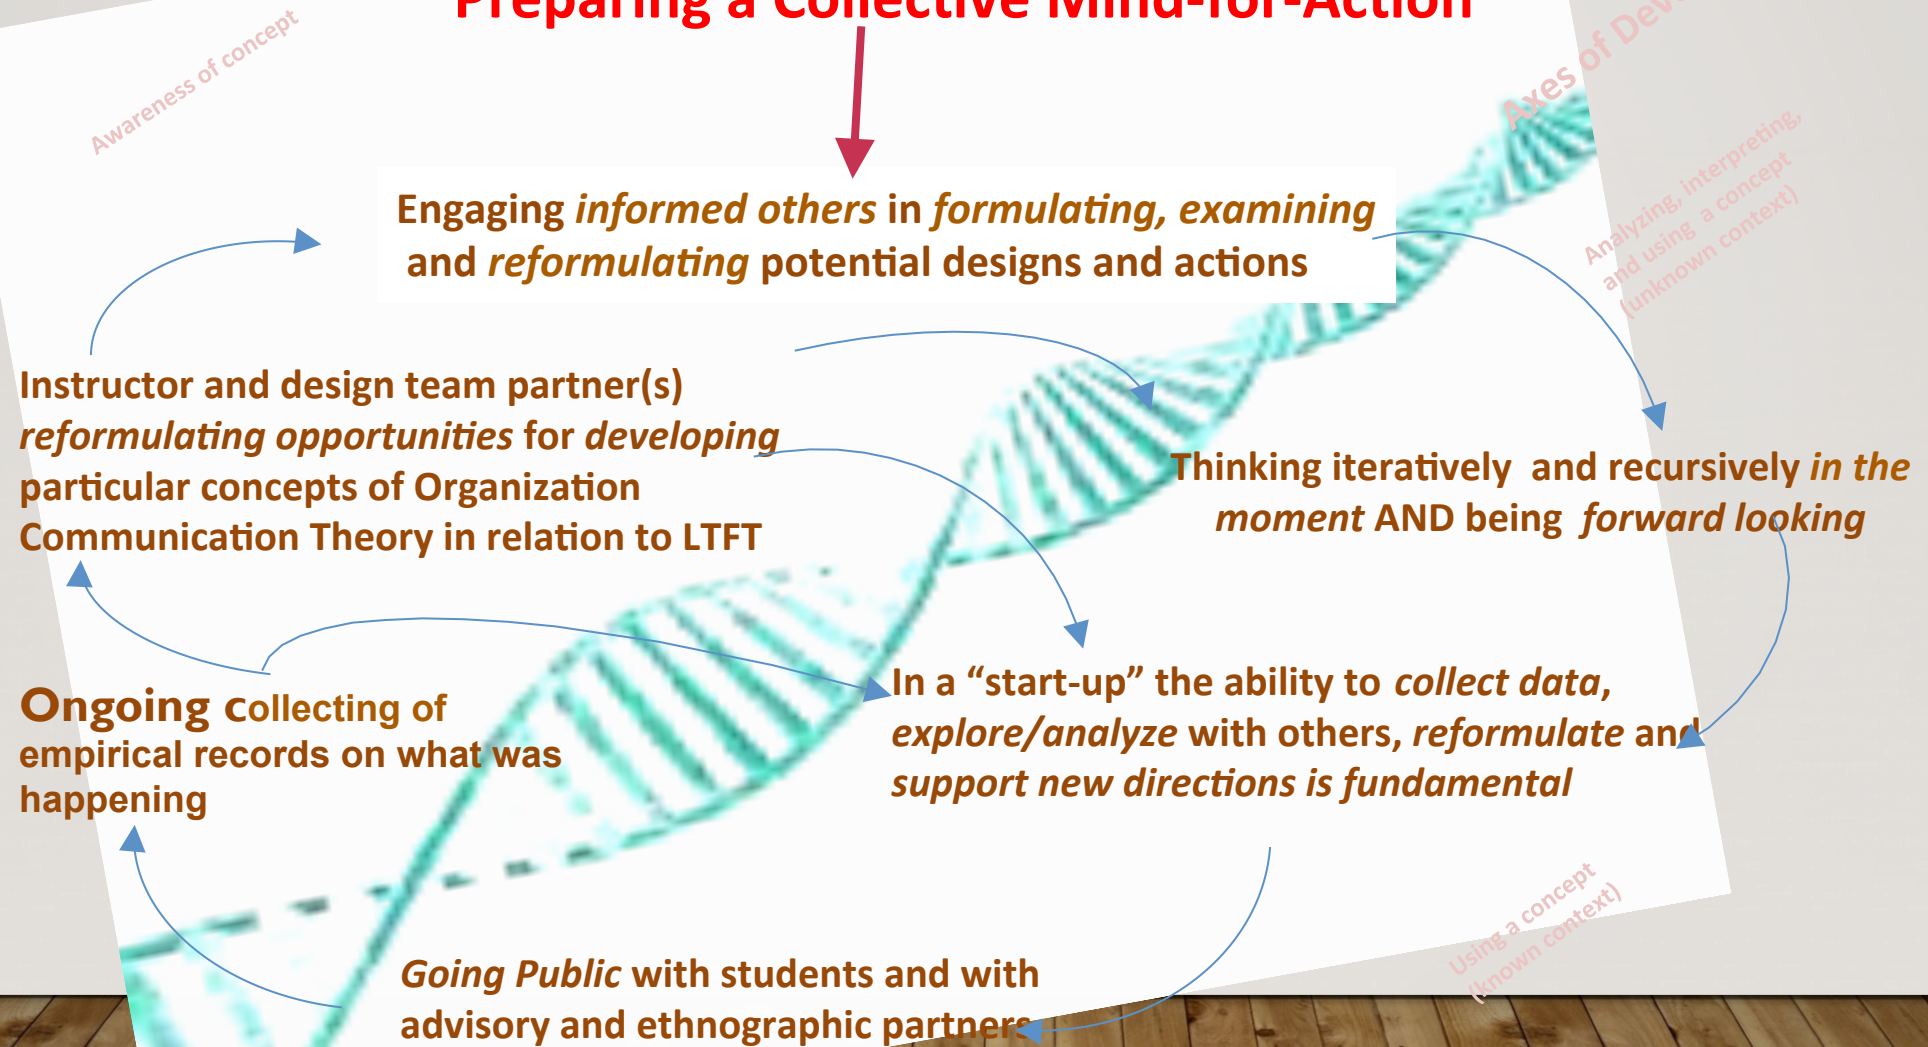 Preparing a Collective Mind-for-Action
Awareness of concept
Axes of
Analyzing, interpreting,
and using a concept
(unknown context)
Engaging informed others in formulating, examining
and reformulating potential designs and actions
Instructor and design team partner(s)
reformulating opportunities for developing
particular concepts of Organization
Communication Theory in relation to LTFT
Thinking iteratively and recursively in the
moment AND being forward looking
Ongoing collecting of
empirical records on what was
happening
In a “start-up” the ability to collect data,
explore/analyze with others, reformulate and
support new directions is fundamental
Using a concept
(known context)
Going Public with students and with
advisory and ethnographic partners